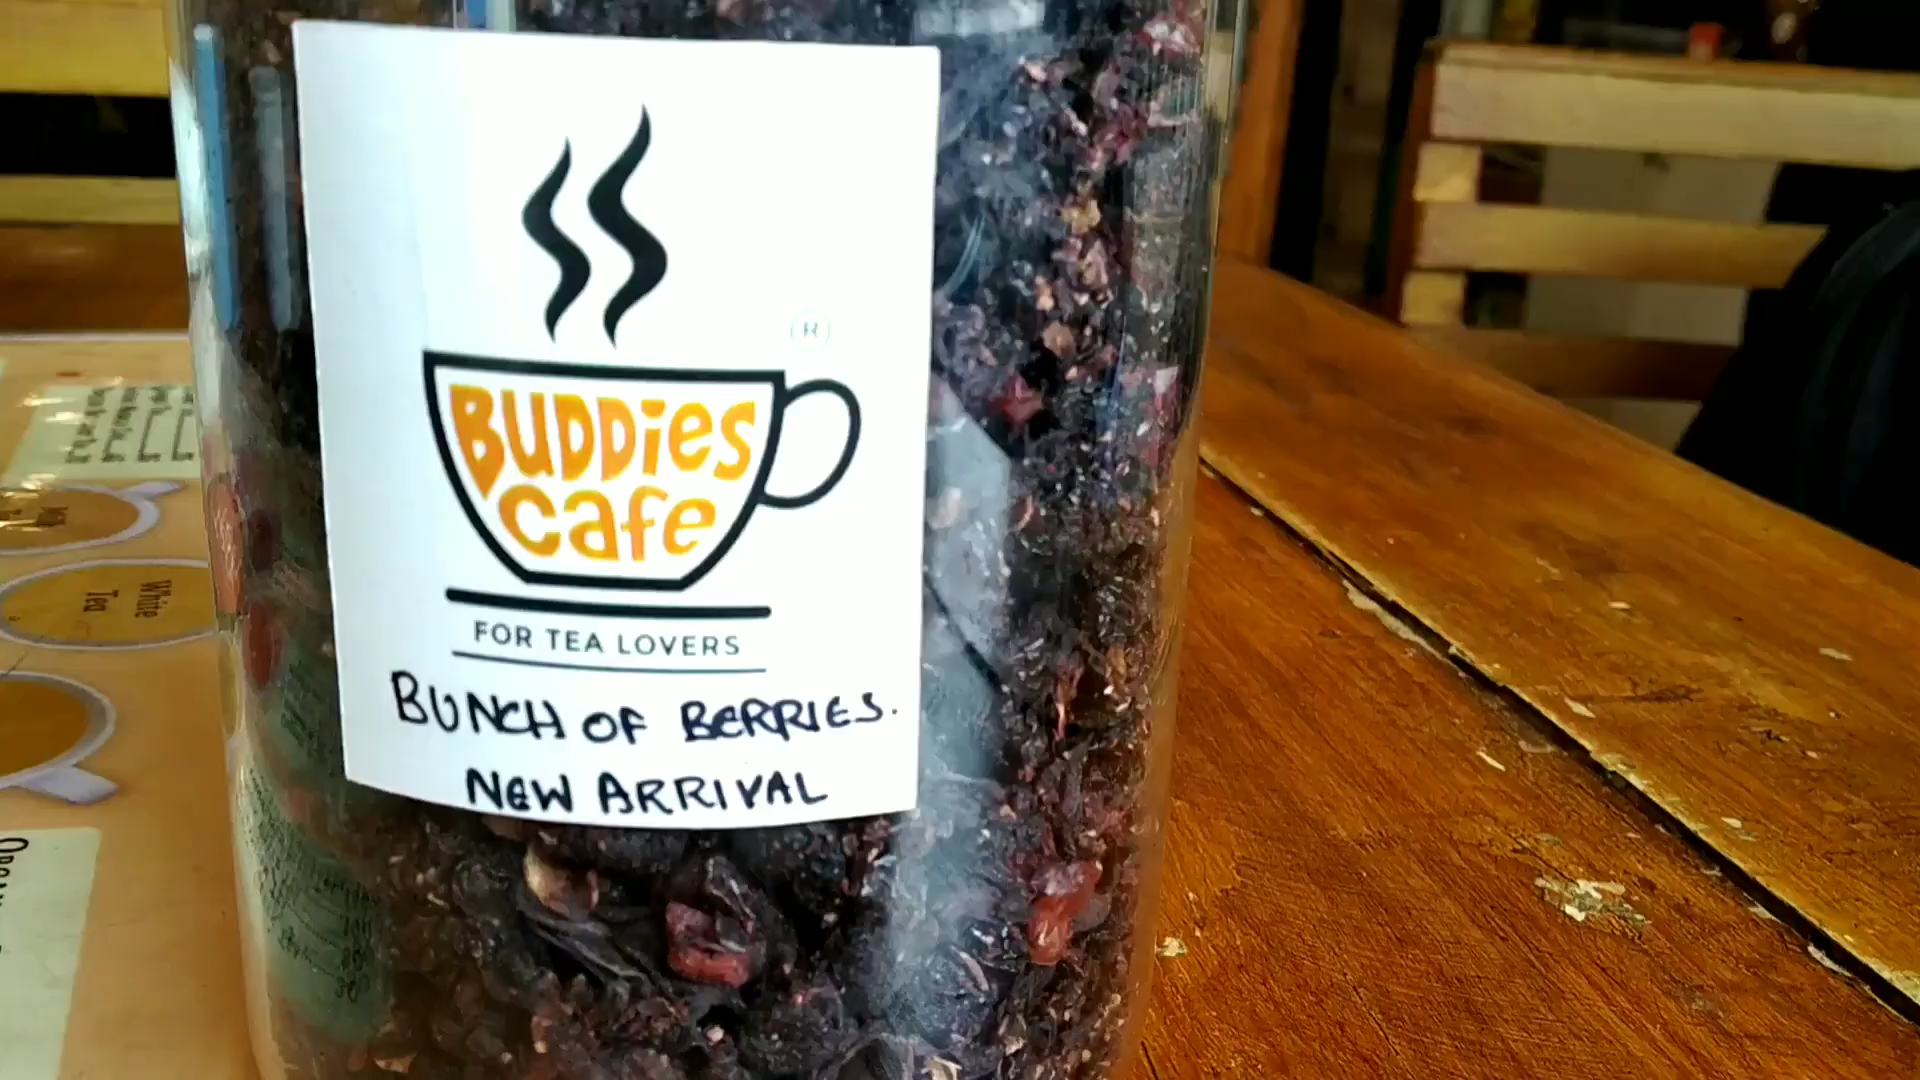 ®
BUDDies
cafe
FOR TEA LOVERS
BUNCH OF BERRIES.
NEW ARRIVAL
White
Tea